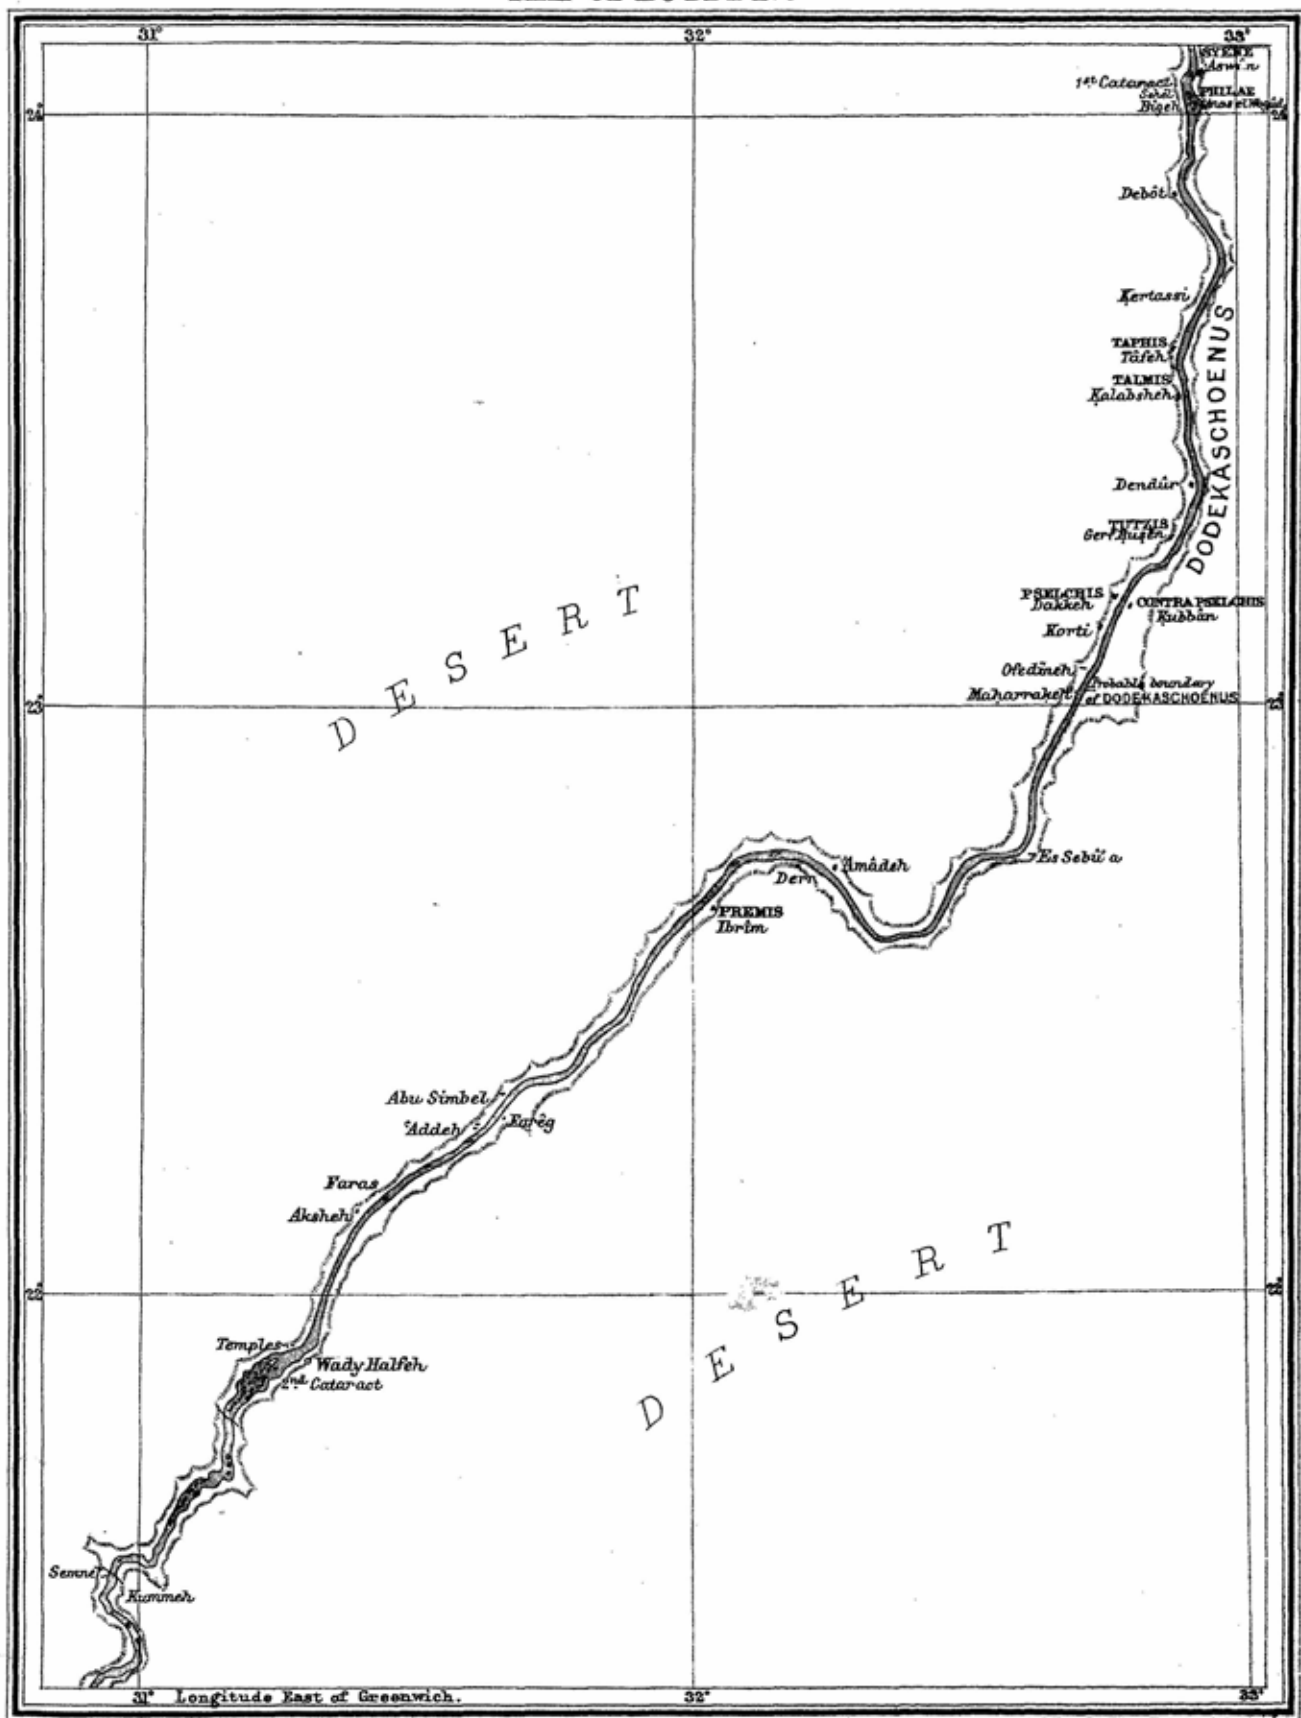 31° 32° 33°
SYENE
Aswân
1st Cataract
Sehêl
PHILAE
Bigeh
24°
Debôt
Kertassi
TAPHIS
Tâfeh
TALMIS
Kalabsheh
DODEKASCHOENUS
Dendûr
TUTZIS
Gerf Husên
PSELCHIS
Dakkeh
CONTRA PSELCHIS
Kubbân
Korti
DESERT
Ofedîneh
Maharrakeh
Probable boundary
of DODEKASCHOENUS
23° 23°
Es Sebû'a
'Amâdeh
Derr
PREMIS
Ibrîm
Abu Simbel
'Addeh
Farêg
Faras
Aksheh
DESERT
22° 22°
Temples
Wady Halfeh
2nd Cataract
Semne
Kummeh
31° Longitude East of Greenwich. 32° 33°